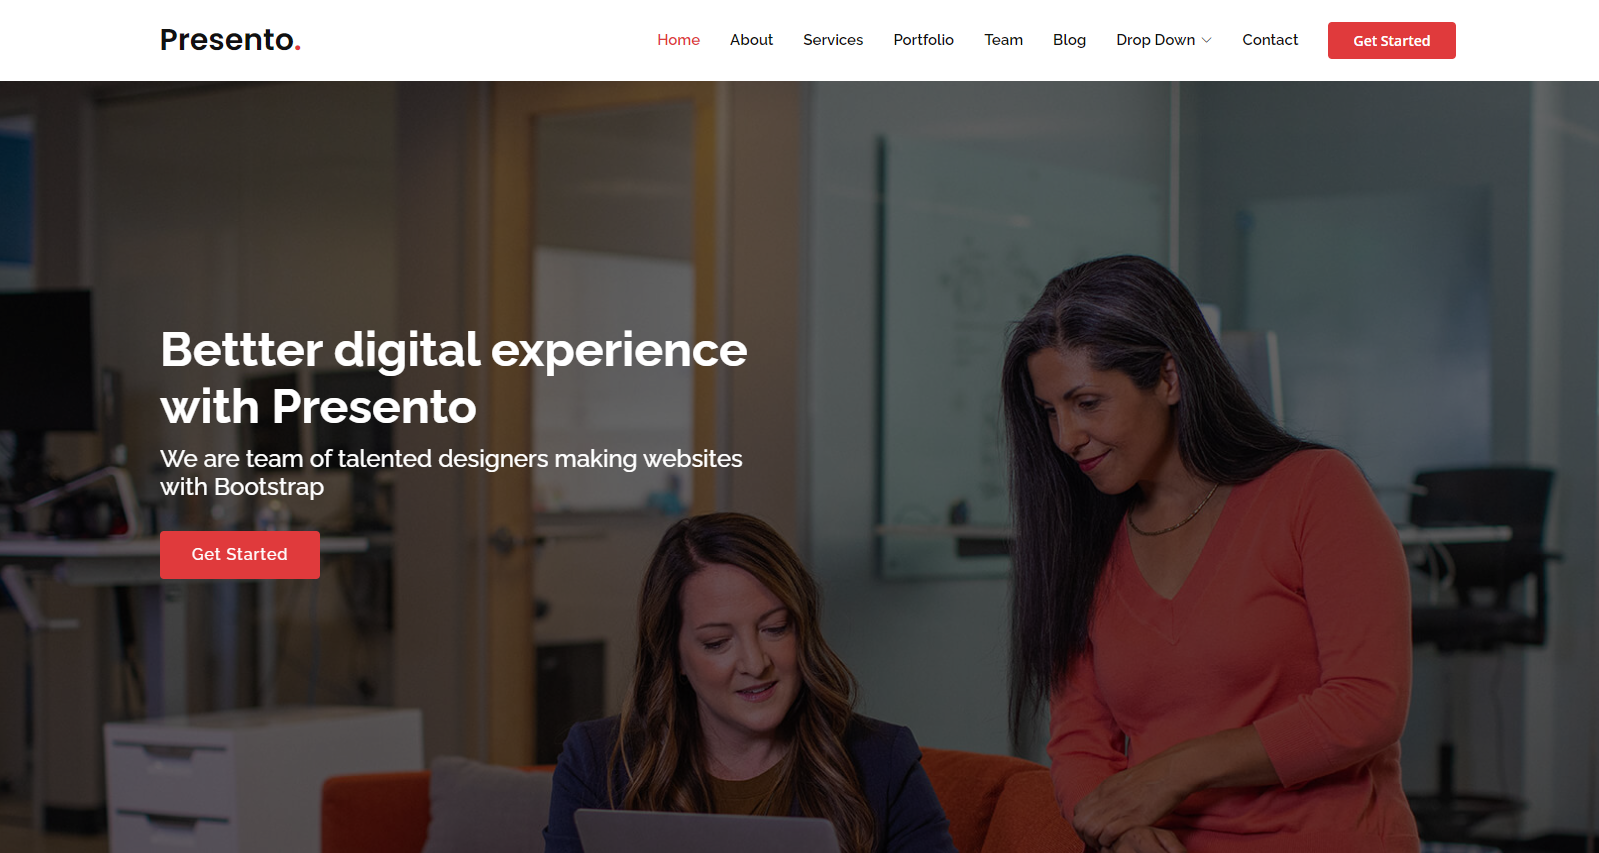 Presento.
Home About Services Portfolio Team Blog Drop Down Contact Get Started
Bettter digital experience
with Presento
We are team of talented designers making websites
with Bootstrap
Get Started